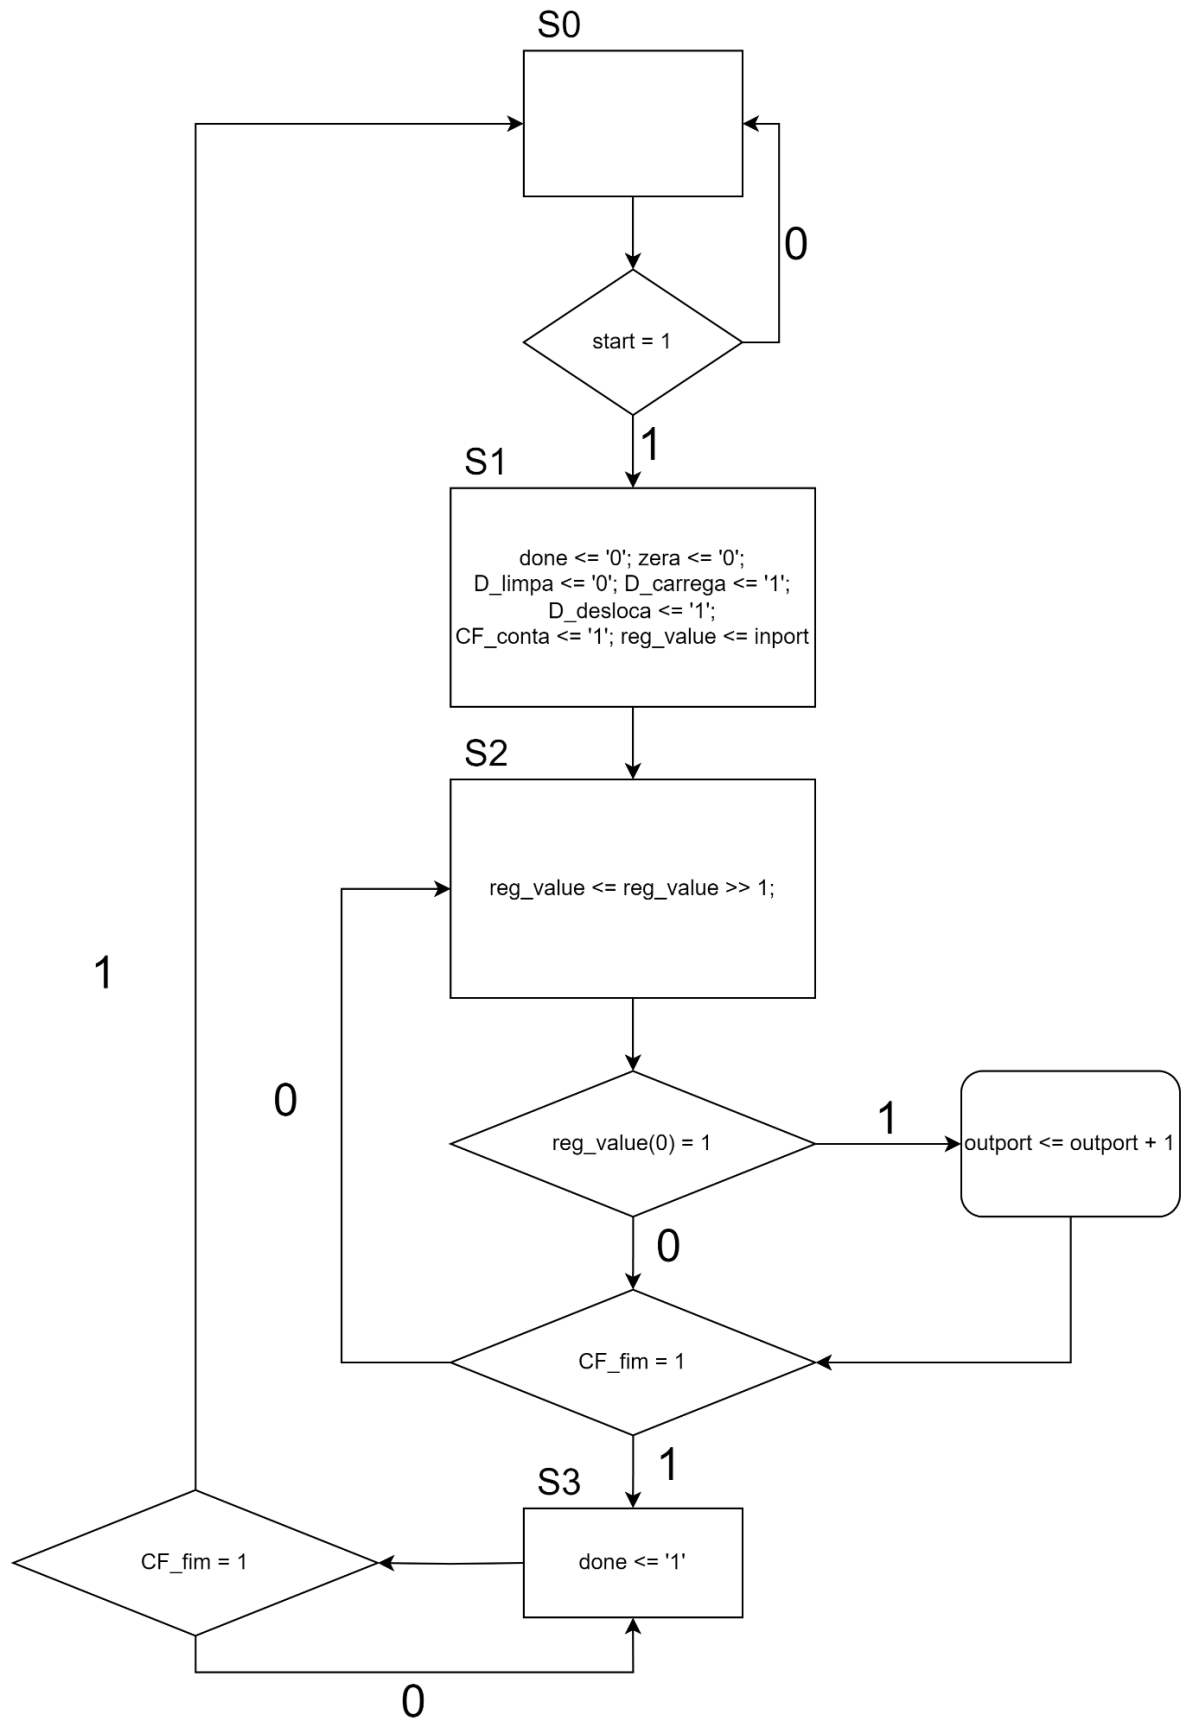 S0
0
start = 1
1
S1
done <= '0'; zera <= '0';
D_limpa <= '0'; D_carrega <= '1';
D_desloca <= '1';
CF_conta <= '1'; reg_value <= inport
S2
reg_value <= reg_value >> 1;
1
0
reg_value(0) = 1
1
outport <= outport + 1
0
CF_fim = 1
1
S3
done <= '1'
CF_fim = 1
0